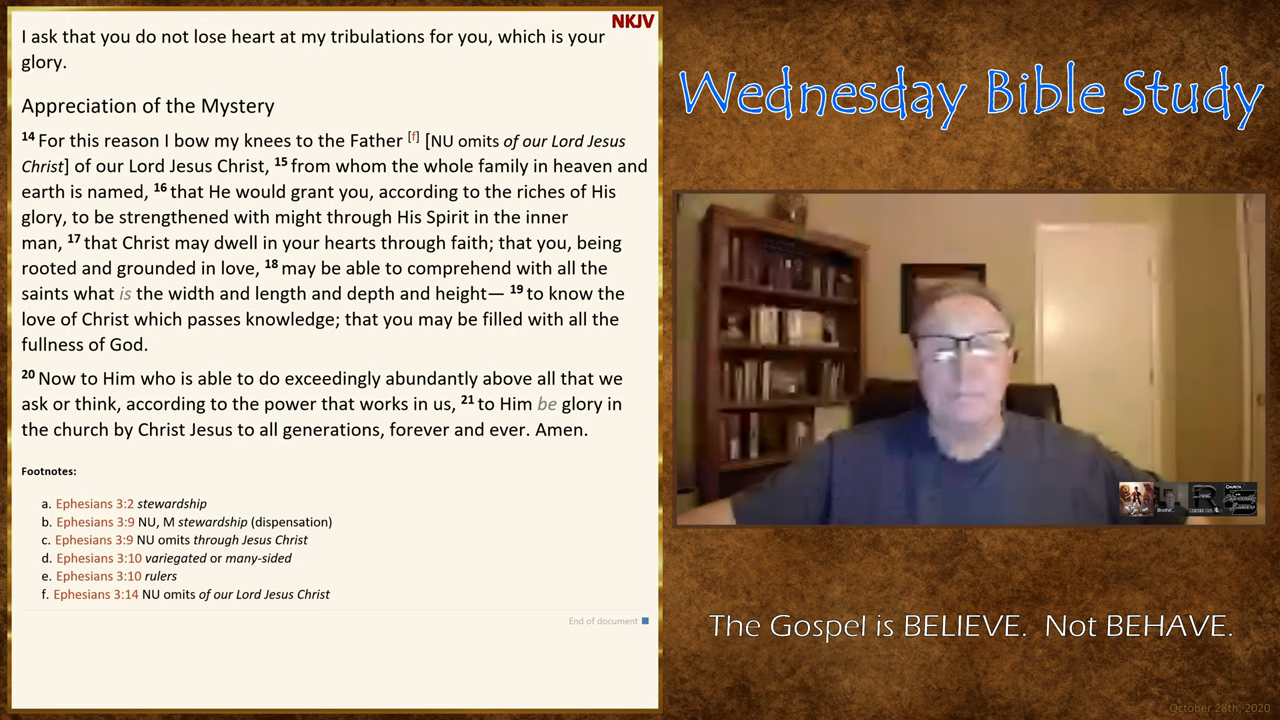 NKJV
I ask that you do not lose heart at my tribulations for you, which is your
glory.
Appreciation of the Mystery
14 For this reason I bow my knees to the Father [f] [NU omits of our Lord Jesus
Christ] of our Lord Jesus Christ, 15 from whom the whole family in heaven and
earth is named, 16 that He would grant you, according to the riches of His
glory, to be strengthened with might through His Spirit in the inner
man, 17 that Christ may dwell in your hearts through faith; that you, being
rooted and grounded in love, 18 may be able to comprehend with all the
saints what is the width and length and depth and height— 19 to know the
love of Christ which passes knowledge; that you may be filled with all the
fullness of God.
20 Now to Him who is able to do exceedingly abundantly above all that we
ask or think, according to the power that works in us, 21 to Him be glory in
the church by Christ Jesus to all generations, forever and ever. Amen.
Footnotes:
a. Ephesians 3:2 stewardship
b. Ephesians 3:9 NU, M stewardship (dispensation)
c. Ephesians 3:9 NU omits through Jesus Christ
d. Ephesians 3:10 variegated or many-sided
e. Ephesians 3:10 rulers
f. Ephesians 3:14 NU omits of our Lord Jesus Christ
End of document
Wednesday Bible Study
The Gospel is BELIEVE. Not BEHAVE.
October 28th, 2020